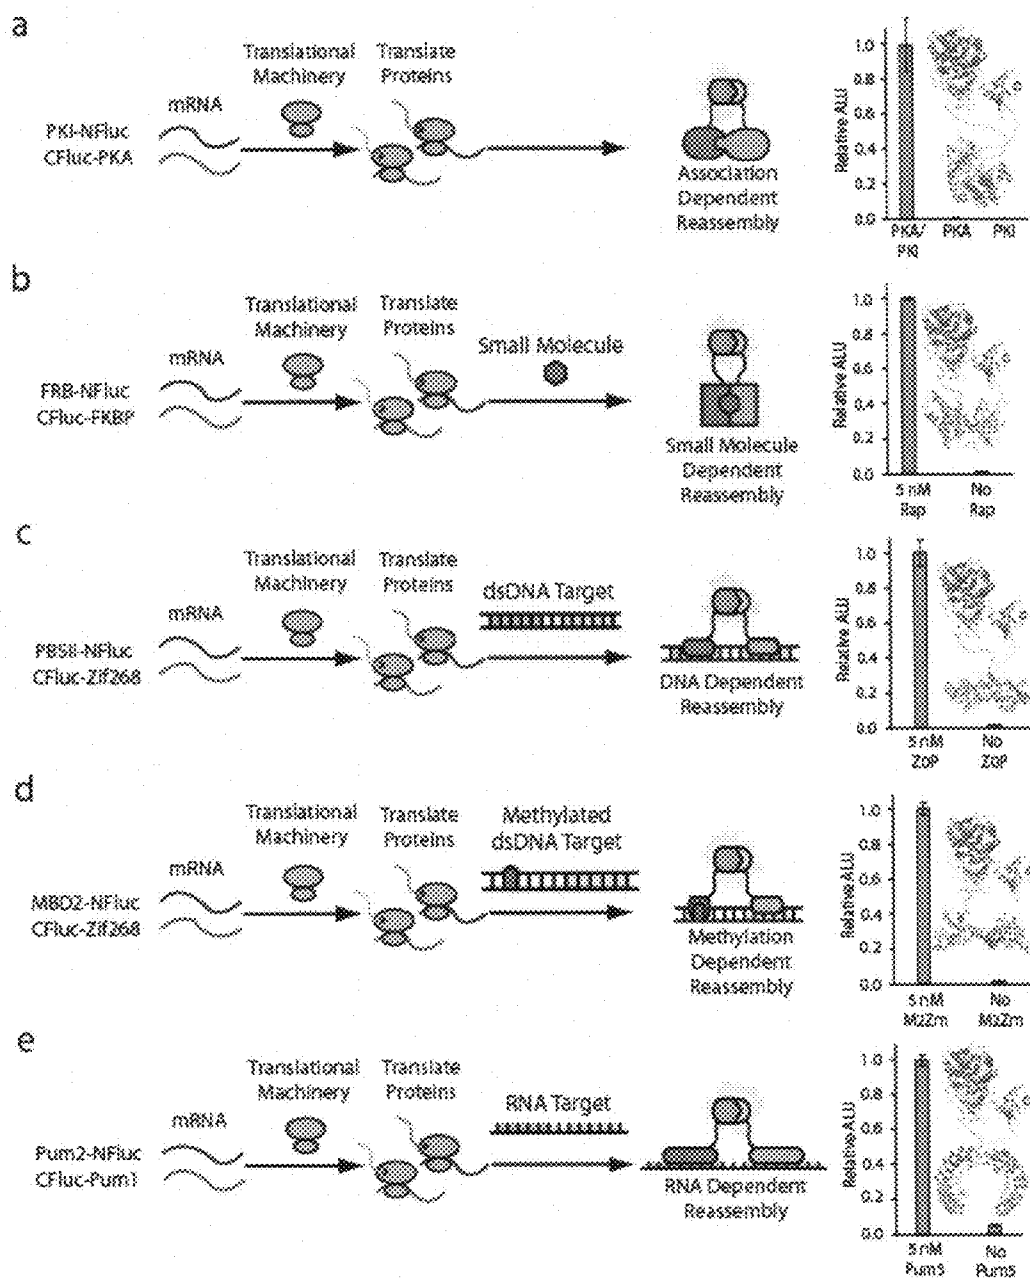 a
Translational
Machinery
Translate
Proteins
mRNA
PKI-NFluc
CFluc-PKA
Association
Dependent
Reassembly
Relative ALU
1.0
0.8
0.6
0.4
0.2
0.0
PKA/
PKI
PKA
PKI
b
Translational
Machinery
Translate
Proteins
Small Molecule
mRNA
FRB-NFluc
CFluc-FKBP
Small Molecule
Dependent
Reassembly
Relative ALU
1.0
0.8
0.6
0.4
0.2
0.0
5 nM
Rap
No
Rap
c
Translational
Machinery
Translate
Proteins
dsDNA Target
mRNA
PBSII-NFluc
CFluc-Zif268
DNA Dependent
Reassembly
Relative ALU
1.0
0.8
0.6
0.4
0.2
0.0
5 nM
Z0P
No
Z0P
d
Translational
Machinery
Translate
Proteins
Methylated
dsDNA Target
mRNA
MBD2-NFluc
CFluc-Zif268
Methylation
Dependent
Reassembly
Relative ALU
1.0
0.8
0.6
0.4
0.2
0.0
5 nM
M2Zm
No
M2Zm
e
Translational
Machinery
Translate
Proteins
RNA Target
mRNA
Pum2-NFluc
CFluc-Pum1
RNA Dependent
Reassembly
Relative ALU
1.0
0.8
0.6
0.4
0.2
0.0
5 nM
Pum5
No
Pum5